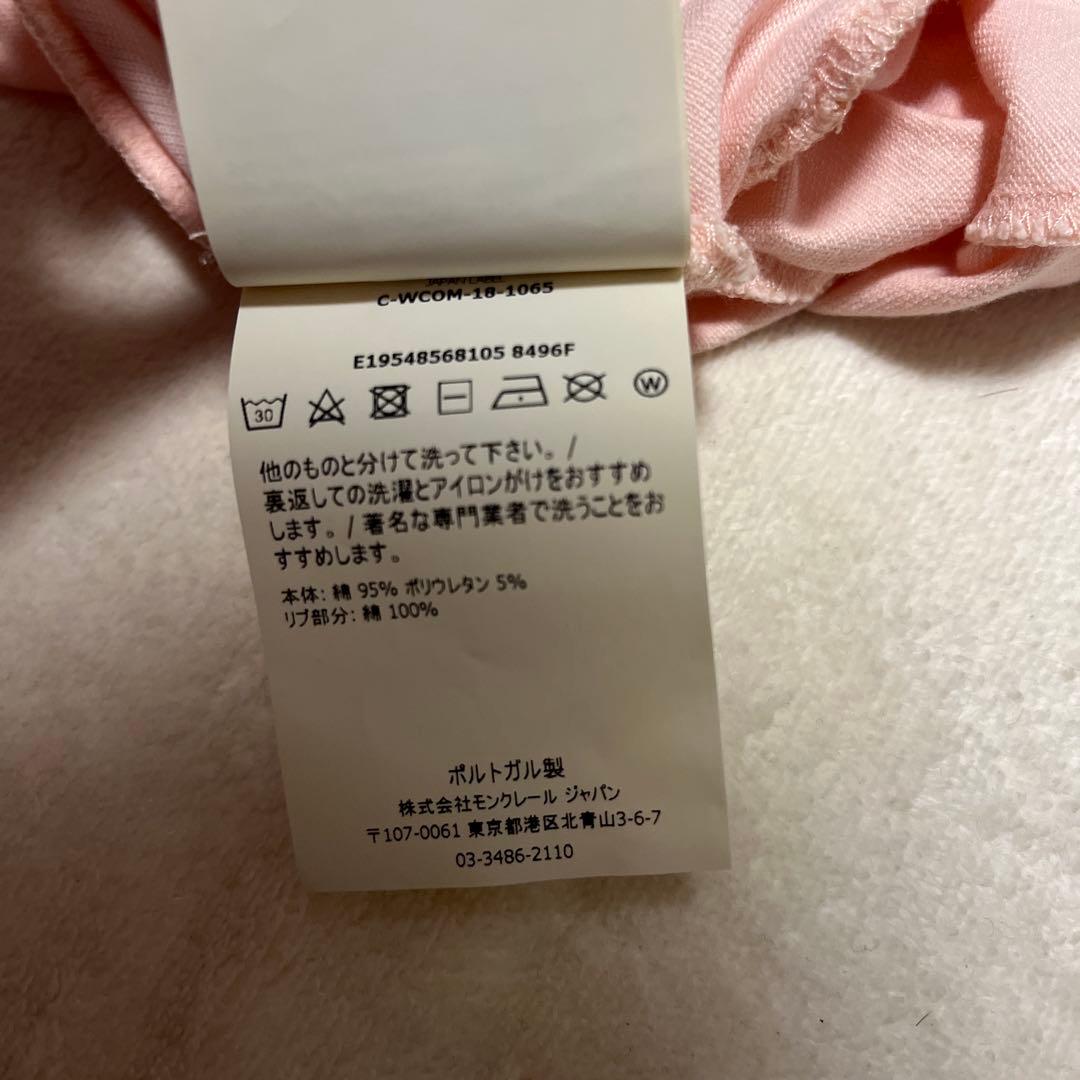 JAPAN LABEL
C-WCOM-18-1065
E19548568105 8496F
30
W
他のものと分けて洗って下さい。/
裏返しての洗濯とアイロンがけをおすすめ
します。/ 著名な専門業者で洗うことをお
すすめします。
本体: 綿 95% ポリウレタン 5%
リブ部分: 綿 100%
ポルトガル製
株式会社モンクレール ジャパン
〒107-0061 東京都港区北青山3-6-7
03-3486-2110